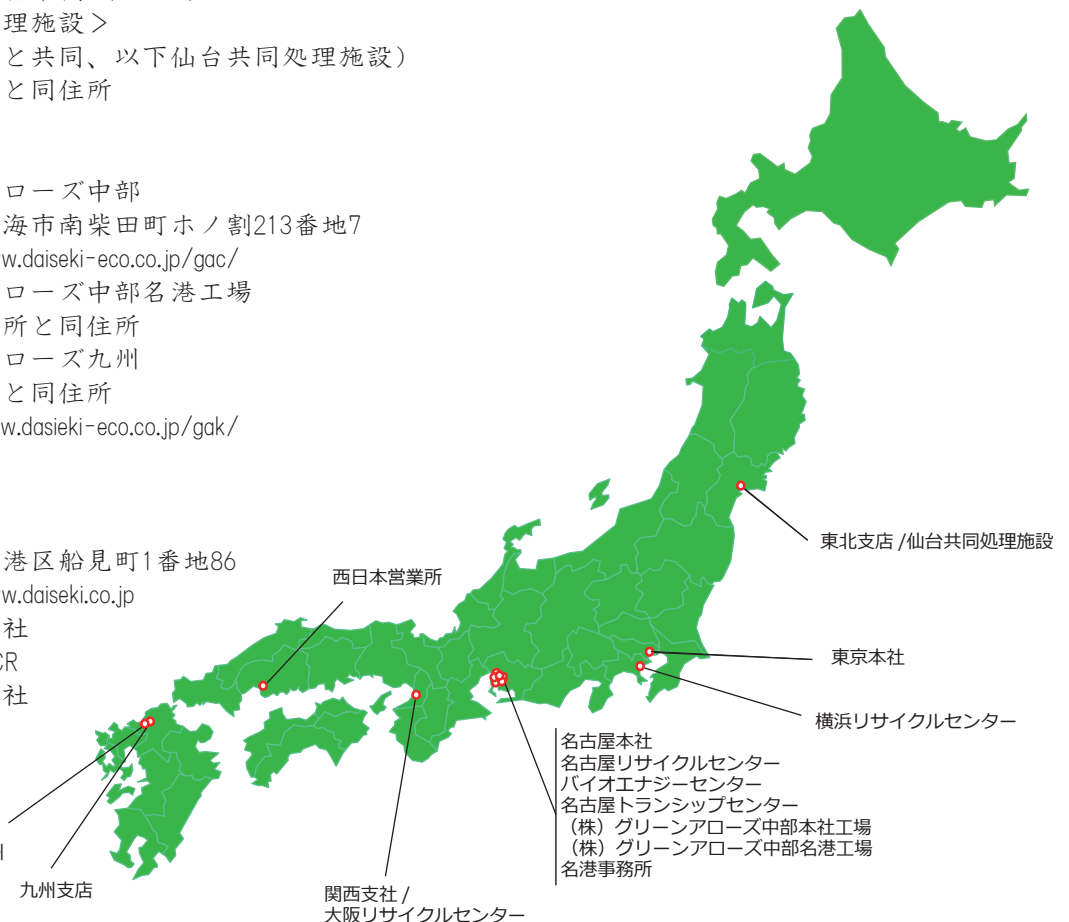 理施設＞
と共同、以下仙台共同処理施設）
と同住所
ローズ中部
海市南柴田町ホノ割213番地7
w.daiseki-eco.co.jp/gac/
ローズ中部名港工場
所と同住所
ローズ九州
と同住所
w.dasieki-eco.co.jp/gak/
港区船見町1番地86
w.daiseki.co.jp
社
CR
社
東北支店/仙台共同処理施設
西日本営業所
東京本社
横浜リサイクルセンター
名古屋本社
名古屋リサイクルセンター
バイオエナジーセンター
名古屋トランシップセンター
（株）グリーンアローズ中部本社工場
（株）グリーンアローズ中部名港工場
名港事務所
九州支店
関西支社/
大阪リサイクルセンター